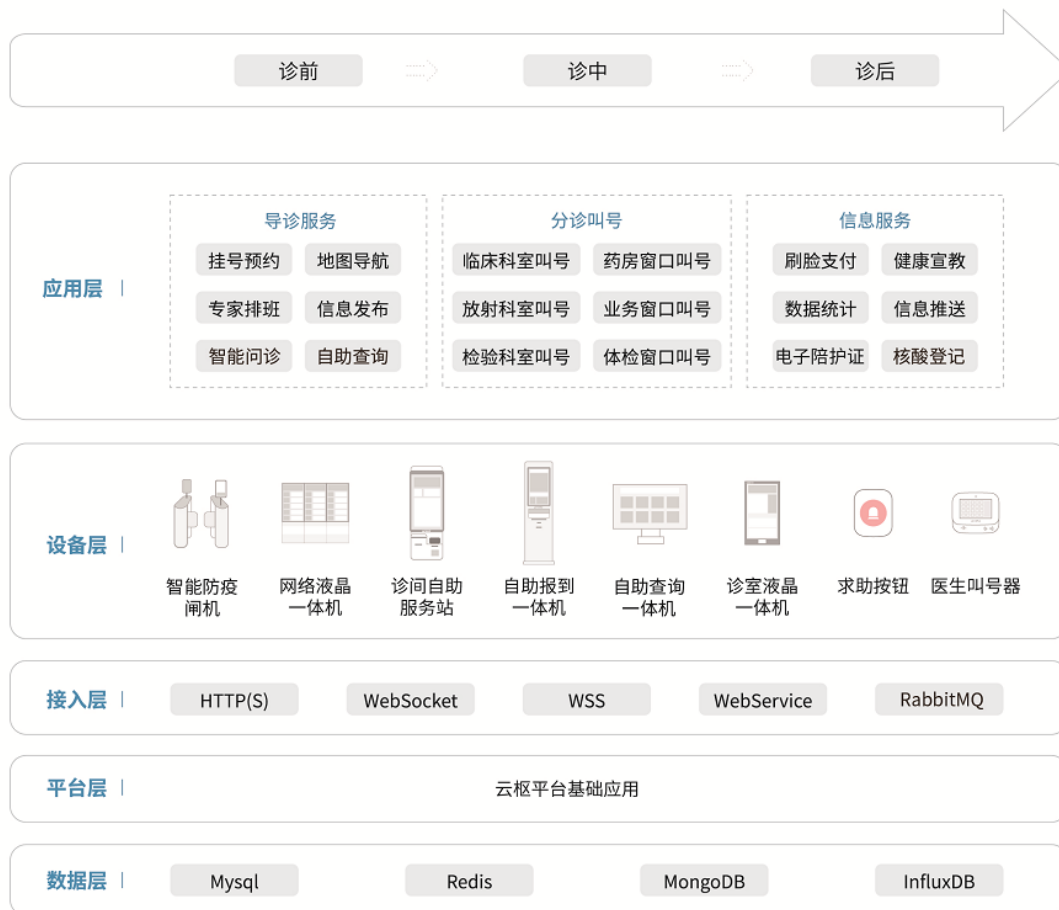 诊前
诊中
诊后
应用层
导诊服务
挂号预约
地图导航
专家排班
信息发布
智能问诊
自助查询
分诊叫号
临床科室叫号
药房窗口叫号
放射科室叫号
业务窗口叫号
检验科室叫号
体检窗口叫号
信息服务
刷脸支付
健康宣教
数据统计
信息推送
电子陪护证
核酸登记
设备层
智能防疫
闸机
网络液晶
一体机
诊间自助
服务站
自助报到
一体机
自助查询
一体机
诊室液晶
一体机
求助按钮
医生叫号器
接入层
HTTP(S)
WebSocket
WSS
WebService
RabbitMQ
平台层
云枢平台基础应用
数据层
Mysql
Redis
MongoDB
InfluxDB